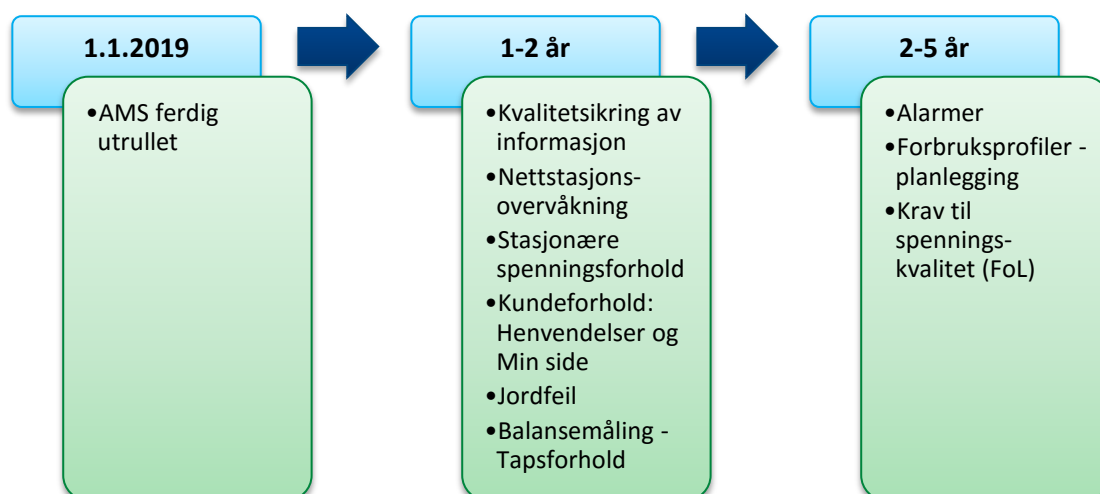 1.1.2019
•AMS ferdig
utrullet
1-2 år
•Kvalitetsikring av
informasjon
•Nettstasjons-
overvåkning
•Stasjonære
spenningsforhold
•Kundeforhold:
Henvendelser og
Min side
•Jordfeil
•Balansemåling -
Tapsforhold
2-5 år
•Alarmer
•Forbruksprofiler -
planlegging
•Krav til
spennings-
kvalitet (FoL)